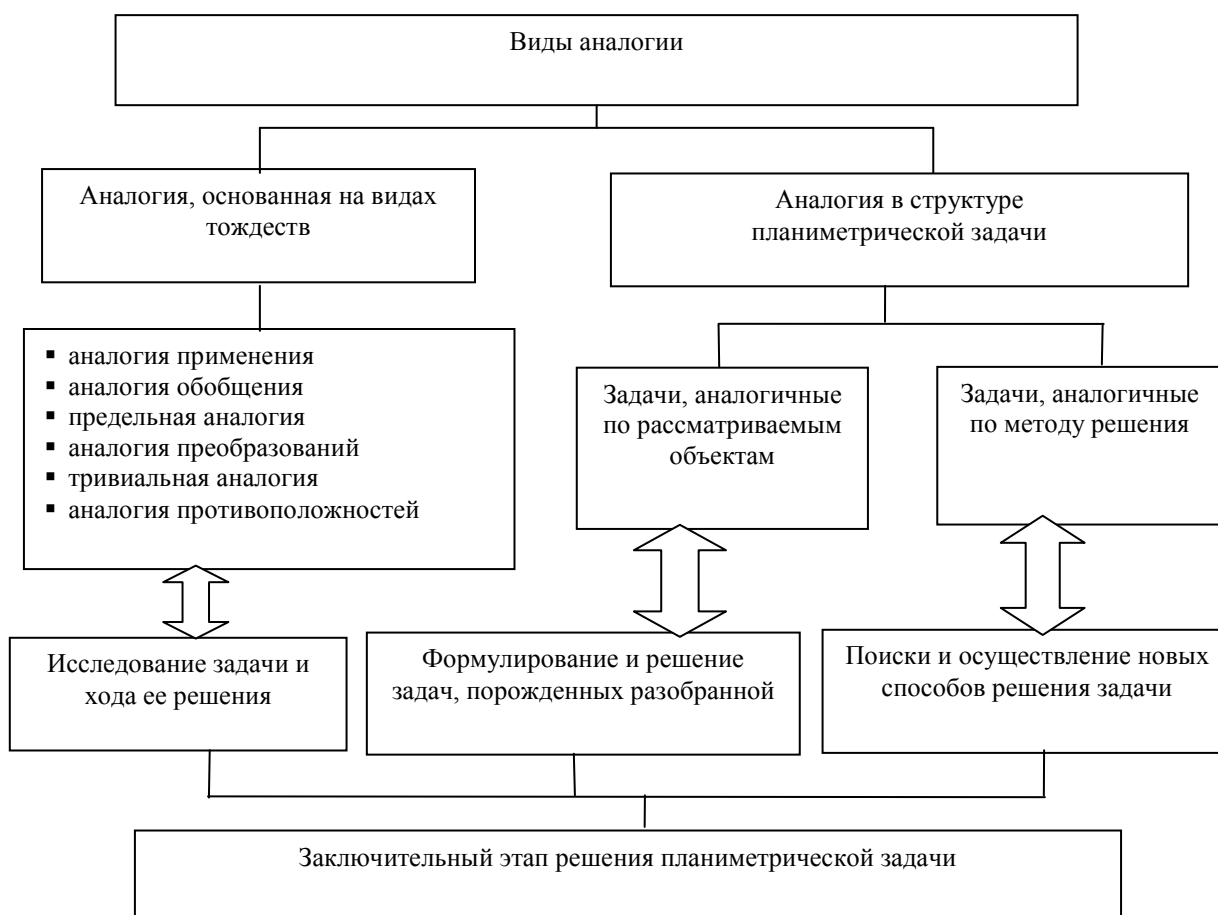 Виды аналогии
Аналогия, основанная на видах
тождеств
Аналогия в структуре
планиметрической задачи
▪ аналогия применения
▪ аналогия обобщения
▪ предельная аналогия
▪ аналогия преобразований
▪ тривиальная аналогия
▪ аналогия противоположностей
Задачи, аналогичные
по рассматриваемым
объектам
Задачи, аналогичные
по методу решения
Исследование задачи и
хода ее решения
Формулирование и решение
задач, порожденных разобранной
Поиски и осуществление новых
способов решения задачи
Заключительный этап решения планиметрической задачи